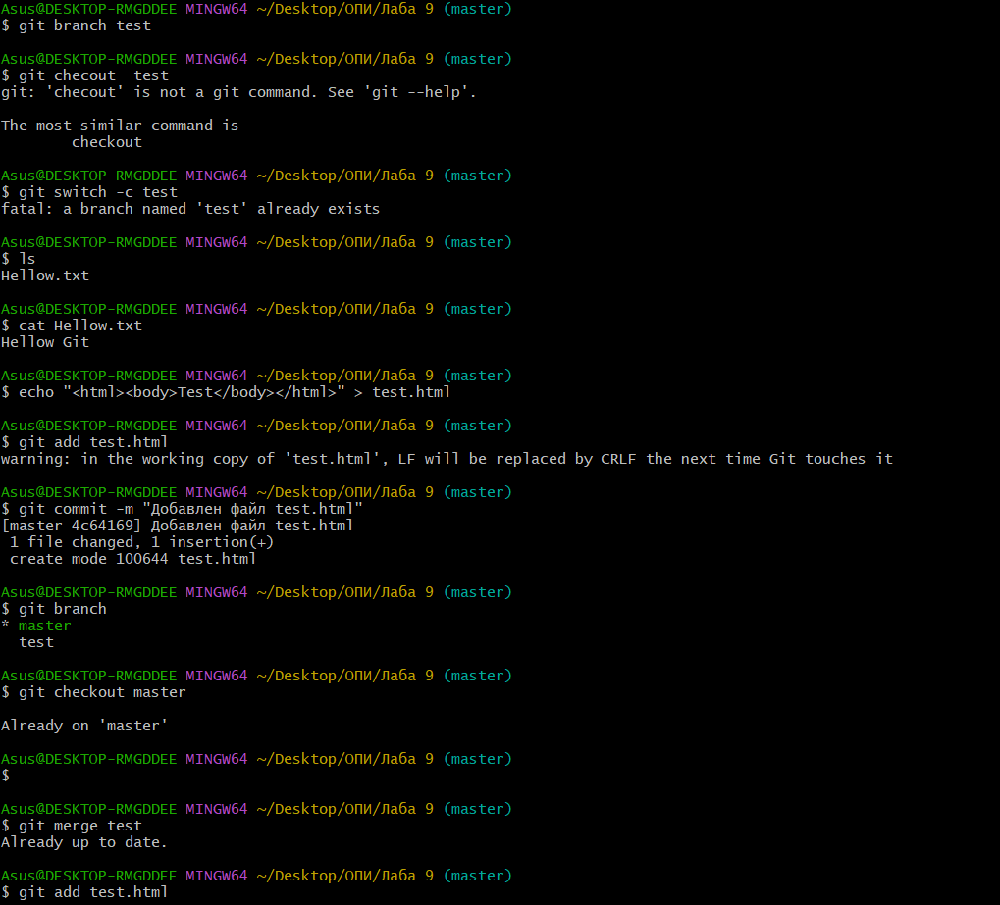 Asus@DESKTOP-RMGDDEE MINGW64 ~/Desktop/ОПИ/Лаба 9 (master)
$ git branch test
Asus@DESKTOP-RMGDDEE MINGW64 ~/Desktop/ОПИ/Лаба 9 (master)
$ git checout  test
git: 'checout' is not a git command. See 'git --help'.
The most similar command is
        checkout
Asus@DESKTOP-RMGDDEE MINGW64 ~/Desktop/ОПИ/Лаба 9 (master)
$ git switch -c test
fatal: a branch named 'test' already exists
Asus@DESKTOP-RMGDDEE MINGW64 ~/Desktop/ОПИ/Лаба 9 (master)
$ ls
Hellow.txt
Asus@DESKTOP-RMGDDEE MINGW64 ~/Desktop/ОПИ/Лаба 9 (master)
$ cat Hellow.txt
Hellow Git
Asus@DESKTOP-RMGDDEE MINGW64 ~/Desktop/ОПИ/Лаба 9 (master)
$ echo "<html><body>Test</body></html>" > test.html
Asus@DESKTOP-RMGDDEE MINGW64 ~/Desktop/ОПИ/Лаба 9 (master)
$ git add test.html
warning: in the working copy of 'test.html', LF will be replaced by CRLF the next time Git touches it
Asus@DESKTOP-RMGDDEE MINGW64 ~/Desktop/ОПИ/Лаба 9 (master)
$ git commit -m "Добавлен файл test.html"
[master 4c64169] Добавлен файл test.html
 1 file changed, 1 insertion(+)
 create mode 100644 test.html
Asus@DESKTOP-RMGDDEE MINGW64 ~/Desktop/ОПИ/Лаба 9 (master)
$ git branch
* master
  test
Asus@DESKTOP-RMGDDEE MINGW64 ~/Desktop/ОПИ/Лаба 9 (master)
$ git checkout master
Already on 'master'
Asus@DESKTOP-RMGDDEE MINGW64 ~/Desktop/ОПИ/Лаба 9 (master)
$
Asus@DESKTOP-RMGDDEE MINGW64 ~/Desktop/ОПИ/Лаба 9 (master)
$ git merge test
Already up to date.
Asus@DESKTOP-RMGDDEE MINGW64 ~/Desktop/ОПИ/Лаба 9 (master)
$ git add test.html